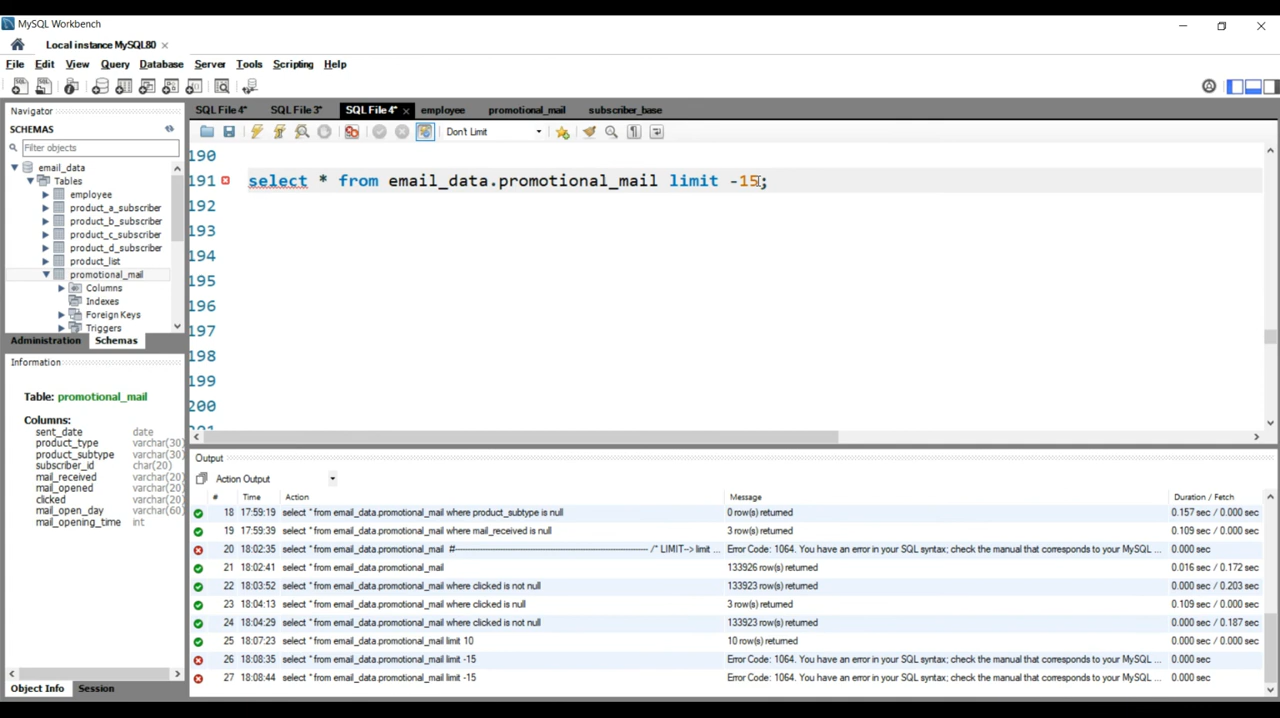 MySQL Workbench
Local instance MySQL80 ×
File Edit View Query Database Server Tools Scripting Help
Navigator
SCHEMAS
Filter objects
email_data
Tables
employee
product_a_subscriber
product_b_subscriber
product_c_subscriber
product_d_subscriber
product_list
promotional_mail
Columns
Indexes
Foreign Keys
Triggers
Administration Schemas
Information
Table: promotional_mail
Columns:
sent_date date
product_type varchar(30)
product_subtype varchar(30)
subscriber_id char(20)
mail_received varchar(20)
mail_opened varchar(20)
clicked varchar(20)
mail_open_day varchar(60)
mail_opening_time int
Object Info Session
SQL File 4* SQL File 3* SQL File 4* × employee promotional_mail subscriber_base
Don't Limit
190
191 select * from email_data.promotional_mail limit -15;
192
193
194
195
196
197
198
199
200
Output
Action Output
# Time Action Message Duration / Fetch
18 17:59:19 select * from email_data.promotional_mail where product_subtype is null 0 row(s) returned 0.157 sec / 0.000 sec
19 17:59:39 select * from email_data.promotional_mail where mail_received is null 3 row(s) returned 0.109 sec / 0.000 sec
20 18:02:35 select * from email_data.promotional_mail #---------------------------------------- /* LIMIT--> limit ... Error Code: 1064. You have an error in your SQL syntax; check the manual that corresponds to your MySQL ... 0.000 sec
21 18:02:41 select * from email_data.promotional_mail 133926 row(s) returned 0.016 sec / 0.172 sec
22 18:03:52 select * from email_data.promotional_mail where clicked is not null 133923 row(s) returned 0.000 sec / 0.203 sec
23 18:04:13 select * from email_data.promotional_mail where clicked is null 3 row(s) returned 0.109 sec / 0.000 sec
24 18:04:29 select * from email_data.promotional_mail where clicked is not null 133923 row(s) returned 0.000 sec / 0.187 sec
25 18:07:23 select * from email_data.promotional_mail limit 10 10 row(s) returned 0.000 sec / 0.000 sec
26 18:08:35 select * from email_data.promotional_mail limit -15 Error Code: 1064. You have an error in your SQL syntax; check the manual that corresponds to your MySQL ... 0.000 sec
27 18:08:44 select * from email_data.promotional_mail limit -15 Error Code: 1064. You have an error in your SQL syntax; check the manual that corresponds to your MySQL ... 0.000 sec